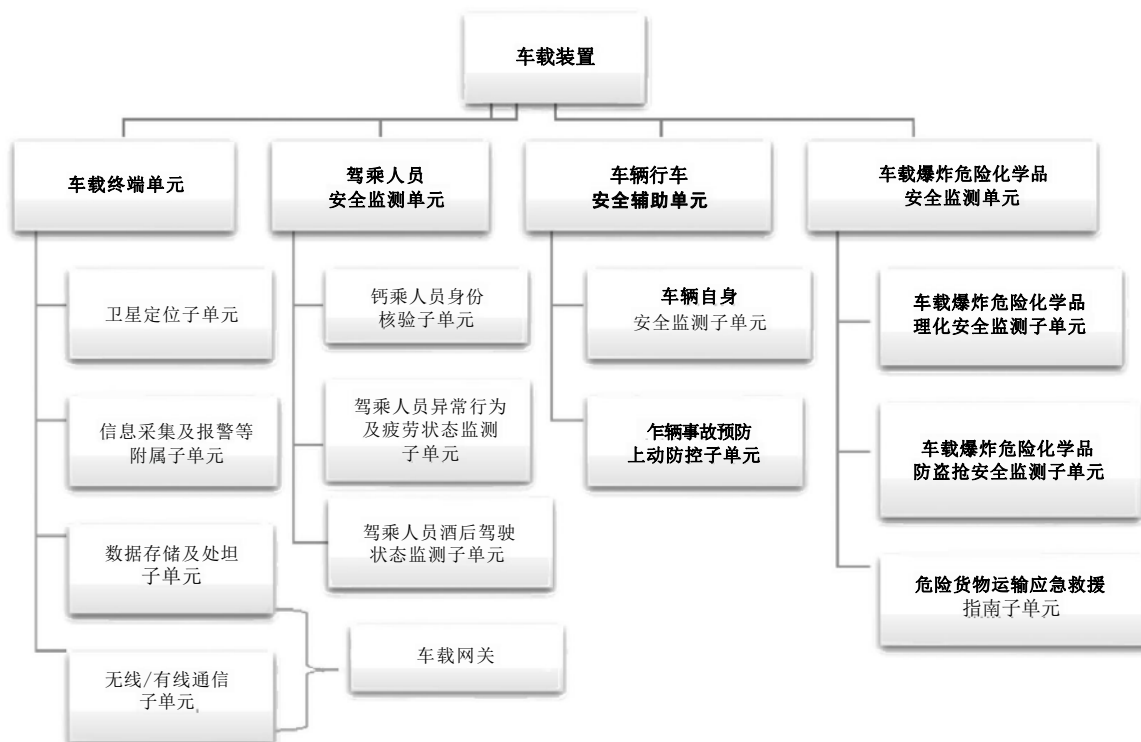 车载装置
车载终端单元
驾乘人员
安全监测单元
车辆行车
安全辅助单元
车载爆炸危险化学品
安全监测单元
卫星定位子单元
信息采集及报警等
附属子单元
数据存储及处坦
子单元
无线/有线通信
子单元
车载网关
钙乘人员身份
核验子单元
驾乘人员异常行为
及疲劳状态监测
子单元
驾乘人员酒后驾驶
状态监测子单元
车辆自身
安全监测子单元
乍辆事故预防
上动防控子单元
车载爆炸危险化学品
理化安全监测子单元
车载爆炸危险化学品
防盗抢安全监测子单元
危险货物运输应急救援
指南子单元